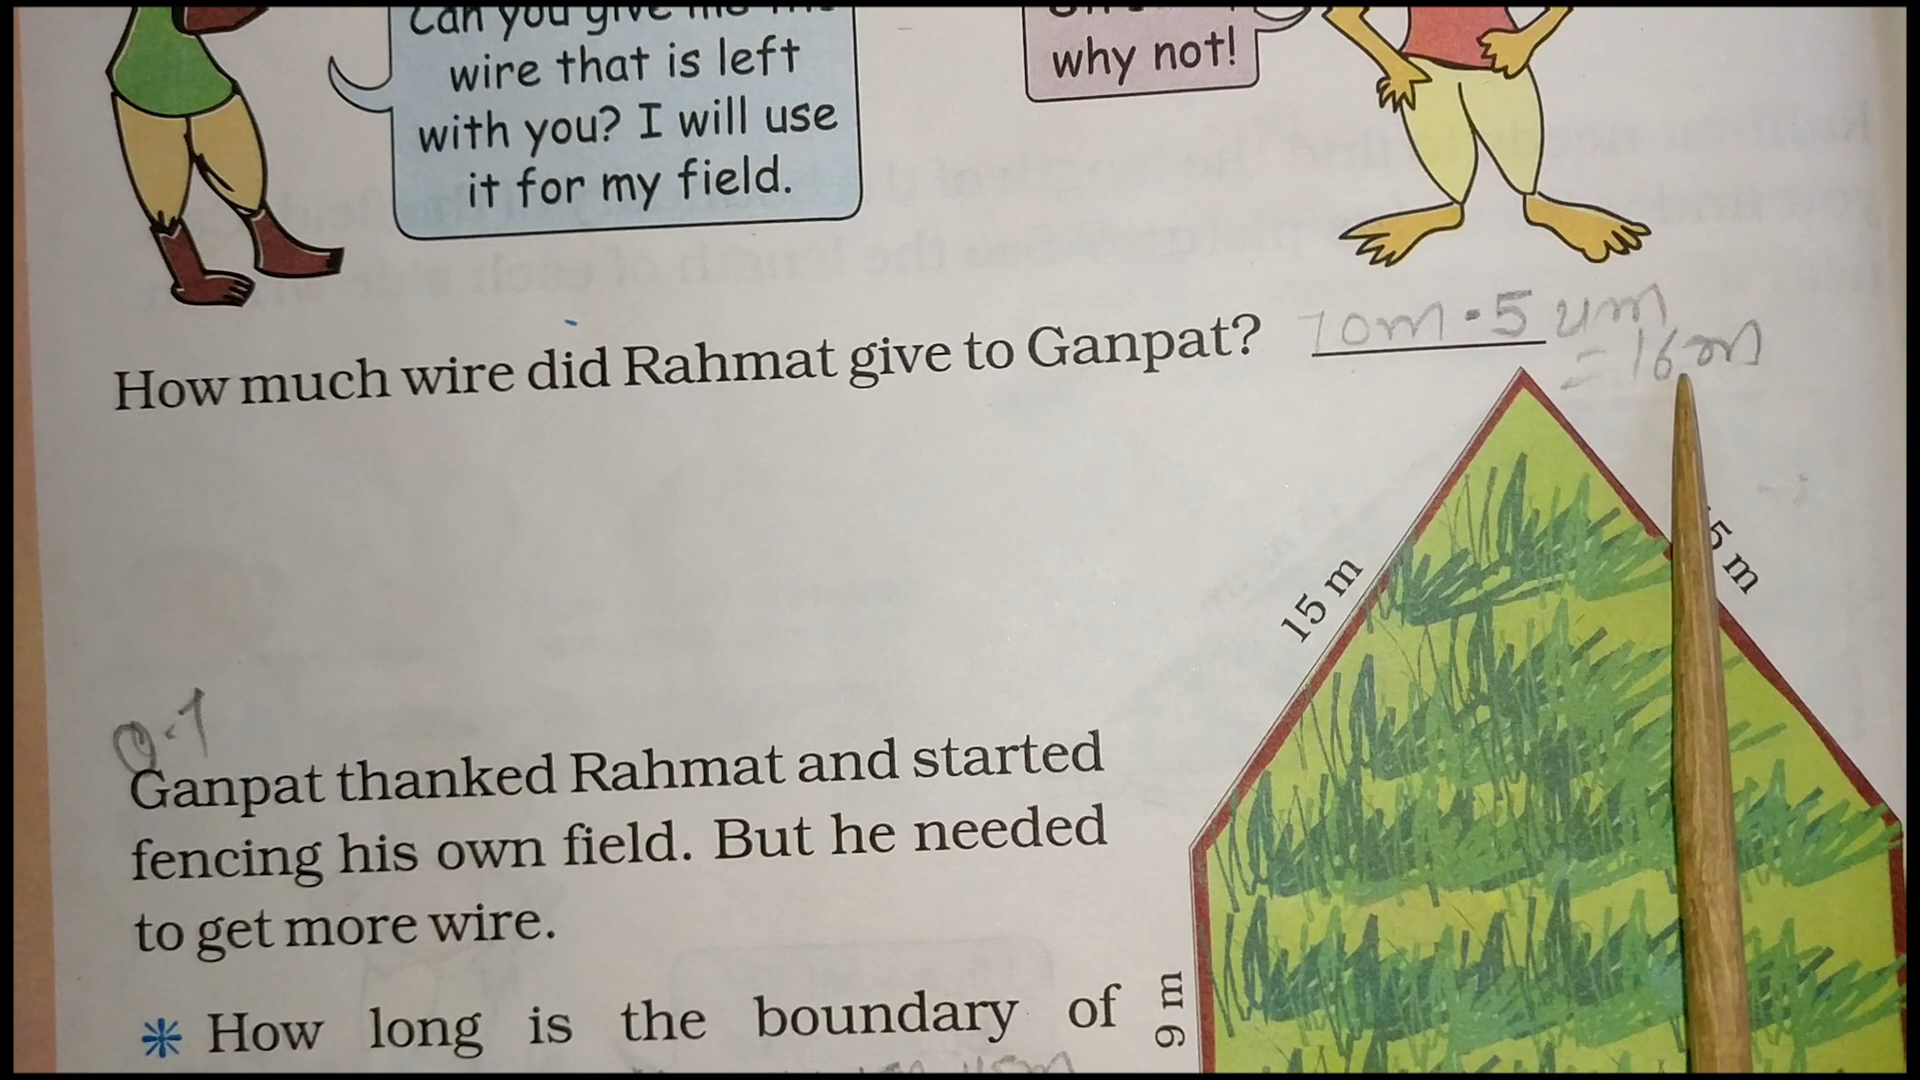 wire that is left
with you? I will use
it for my field.
why not!
How much wire did Rahmat give to Ganpat?
= 16 m
15 m
5 m
Q.1
Ganpat thanked Rahmat and started
fencing his own field. But he needed
to get more wire.
9 m
* How long is the boundary of